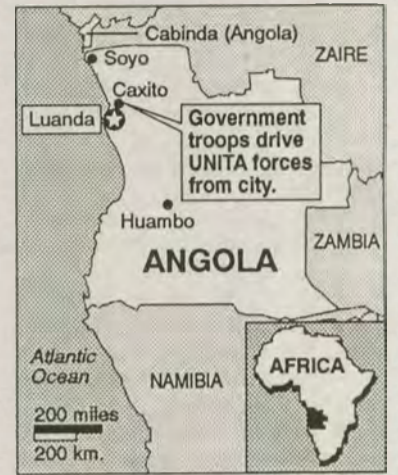 Cabinda (Angola)
Soyo
ZAIRE
Caxito
Luanda
Government
troops drive
UNITA forces
from city.
Huambo
ZAMBIA
ANGOLA
Atlantic
Ocean
NAMIBIA
AFRICA
200 miles
200 km.